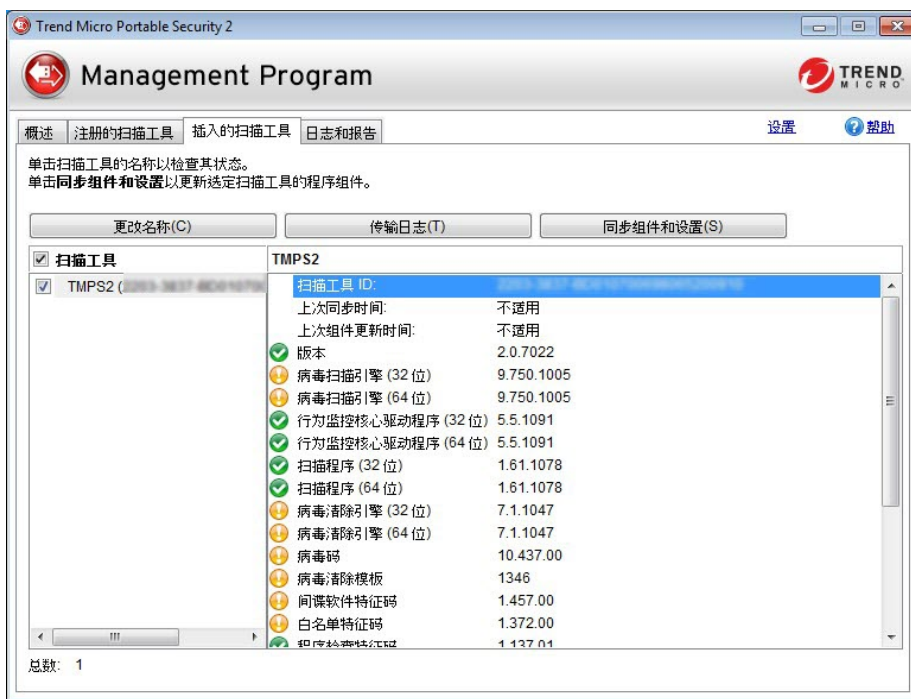 Trend Micro Portable Security 2
Management Program
TREND
MICRO
概述 注册的扫描工具 插入的扫描工具 日志和报告 设置 帮助
单击扫描工具的名称以检查其状态。
单击同步组件和设置以更新选定扫描工具的程序组件。
更改名称(C) 传输日志(T) 同步组件和设置(S)
扫描工具 TMPS2
TMPS2 (
扫描工具 ID:
上次同步时间: 不适用
上次组件更新时间: 不适用
版本 2.0.7022
病毒扫描引擎 (32 位) 9.750.1005
病毒扫描引擎 (64 位) 9.750.1005
行为监控核心驱动程序 (32 位) 5.5.1091
行为监控核心驱动程序 (64 位) 5.5.1091
扫描程序 (32 位) 1.61.1078
扫描程序 (64 位) 1.61.1078
病毒清除引擎 (32 位) 7.1.1047
病毒清除引擎 (64 位) 7.1.1047
病毒码 10.437.00
病毒清除模板 1346
间谍软件特征码 1.457.00
白名单特征码 1.372.00
程序检查特征码 1.137.01
总数: 1